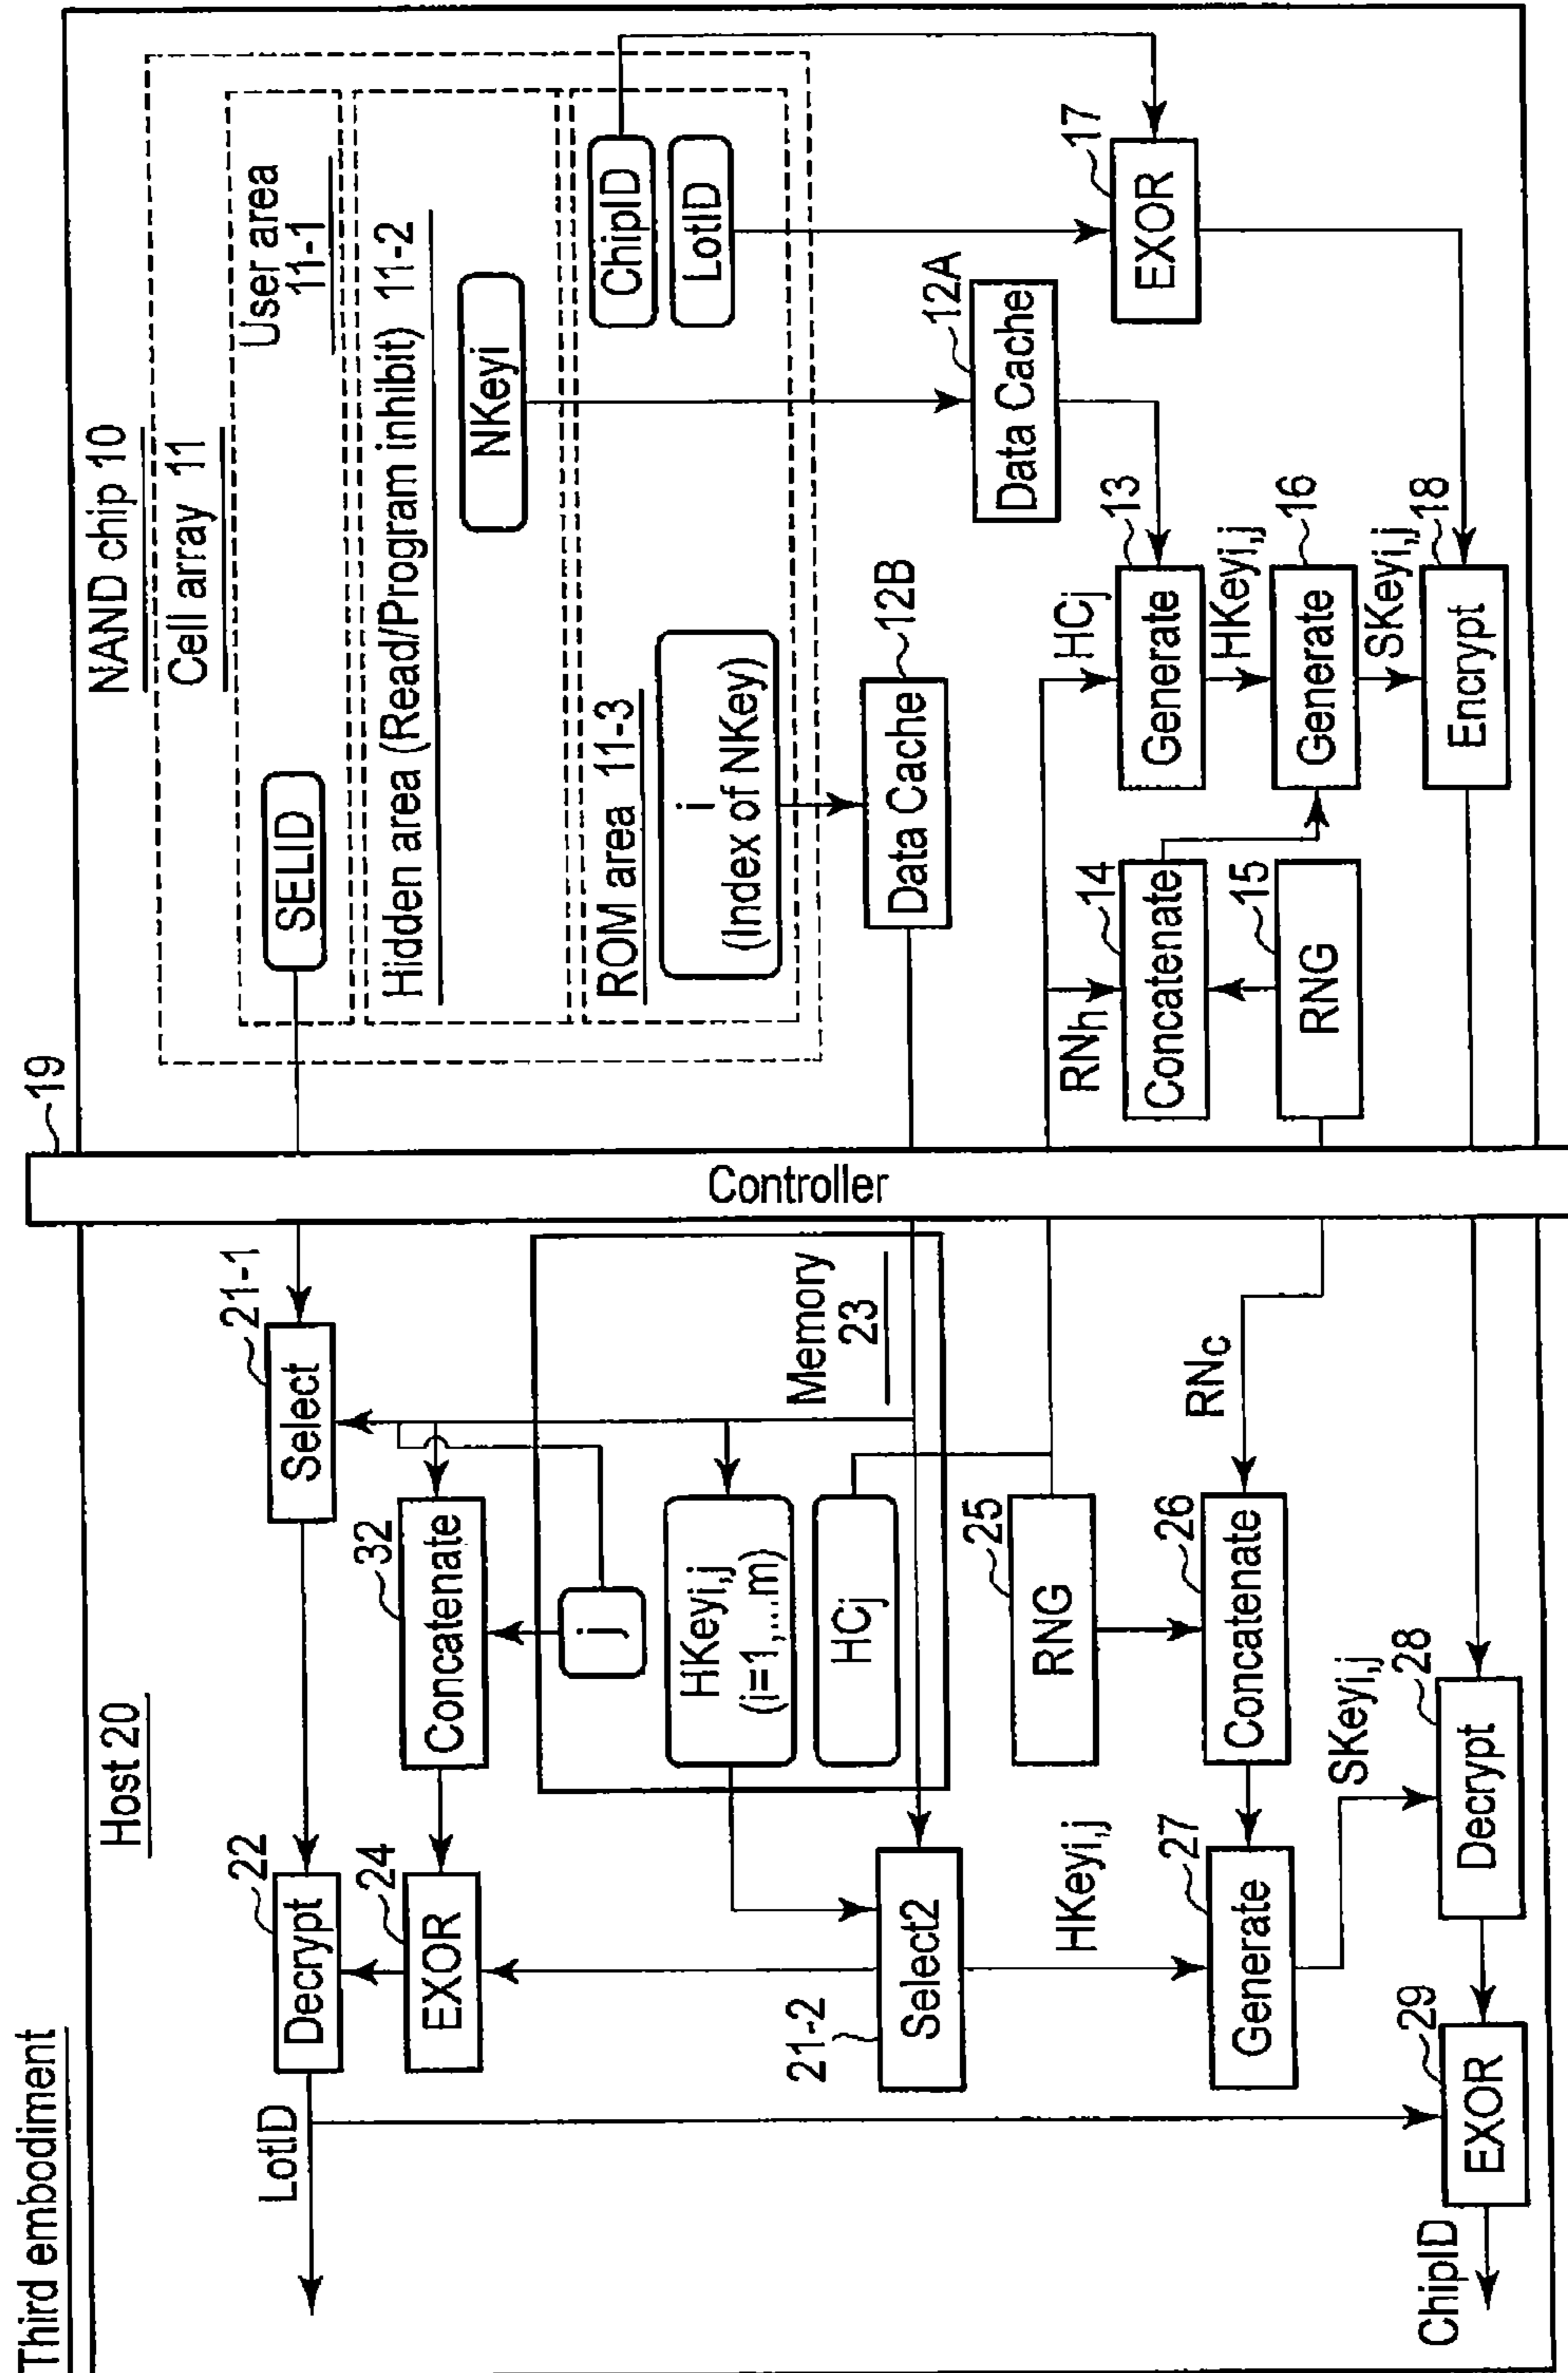 Third embodiment
Host 20
NAND chip 10
Cell array 11
User area
11-1
SELID
Hidden area (Read/Program inhibit) 11-2
NKeyi
ROM area 11-3
i
(Index of NKey)
ChipID
LotID
19
Controller
12B
Data Cache
12A
Data Cache
17
EXOR
HCj
13
Generate
HKeyi,j
16
Generate
SKeyi,j
18
Encrypt
RNh
14
Concatenate
15
RNG
21-1
Select
22
Decrypt
LotID
32
Concatenate
24
EXOR
Memory
23
j
HKeyi,j
(i=1,...m)
HCj
21-2
Select2
25
RNG
RNc
26
Concatenate
HKeyi,j
27
Generate
SKeyi,j
28
Decrypt
29
EXOR
ChipID